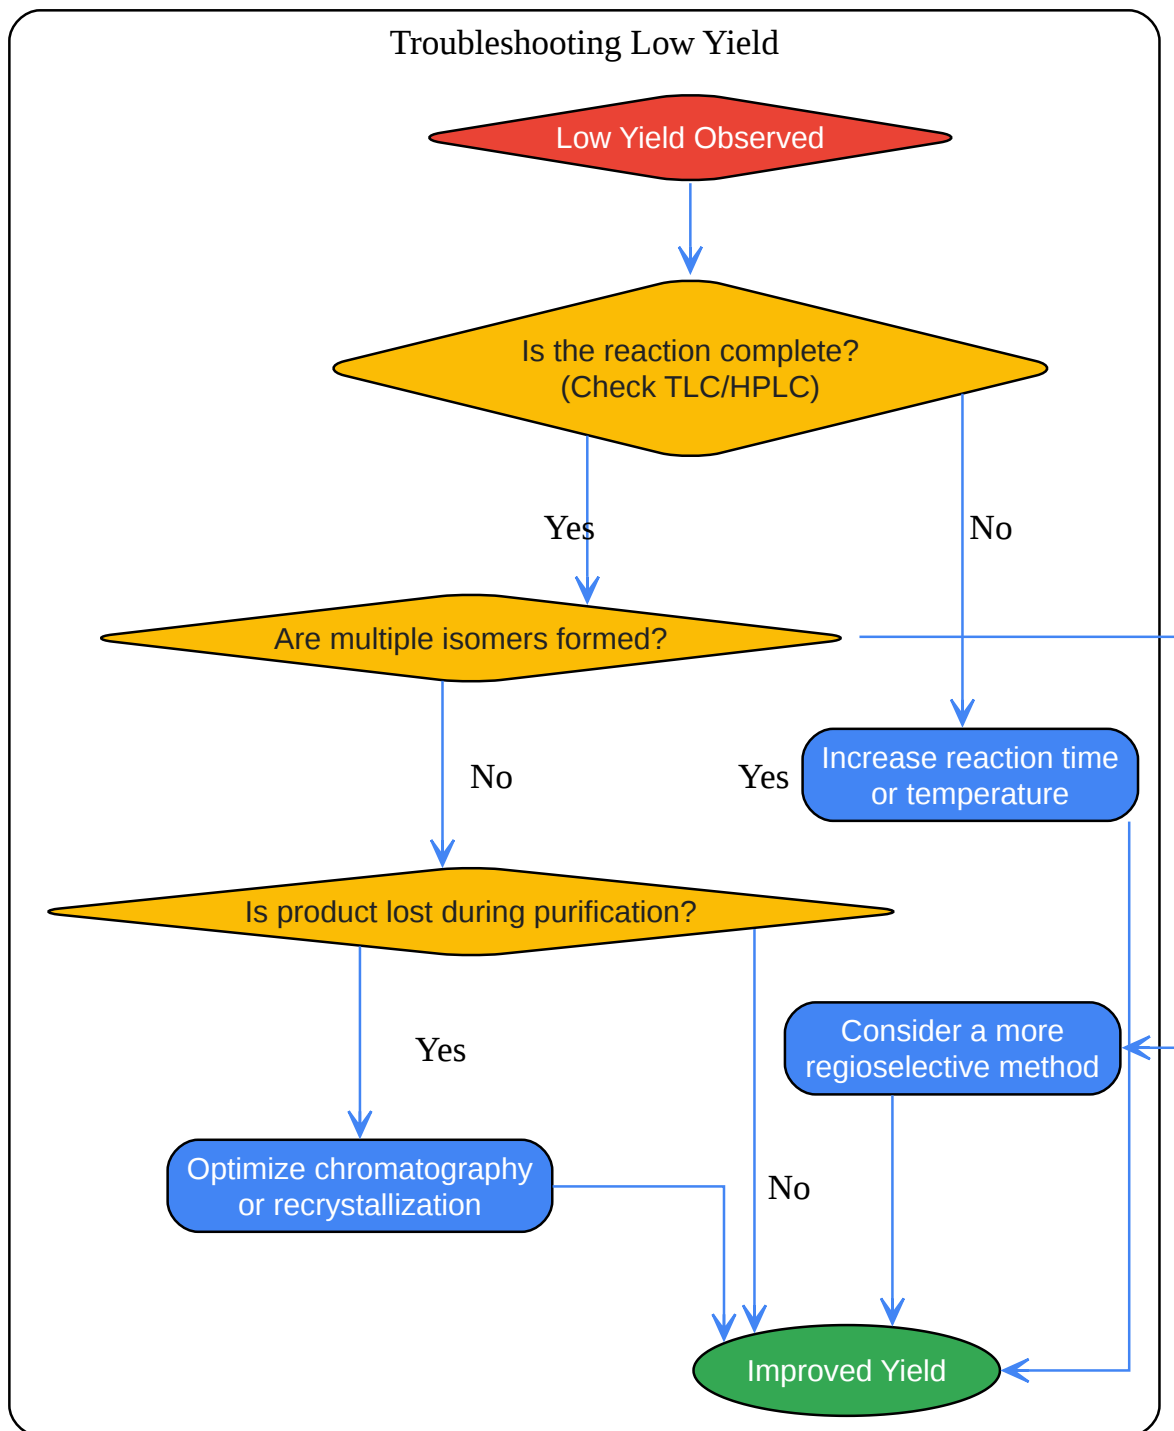 Troubleshooting Low Yield
Low Yield Observed
Is the reaction complete?
(Check TLC/HPLC)
Yes
No
Are multiple isomers formed?
No
Yes
Increase reaction time
or temperature
Is product lost during purification?
Yes
Consider a more
regioselective method
Optimize chromatography
or recrystallization
No
Improved Yield